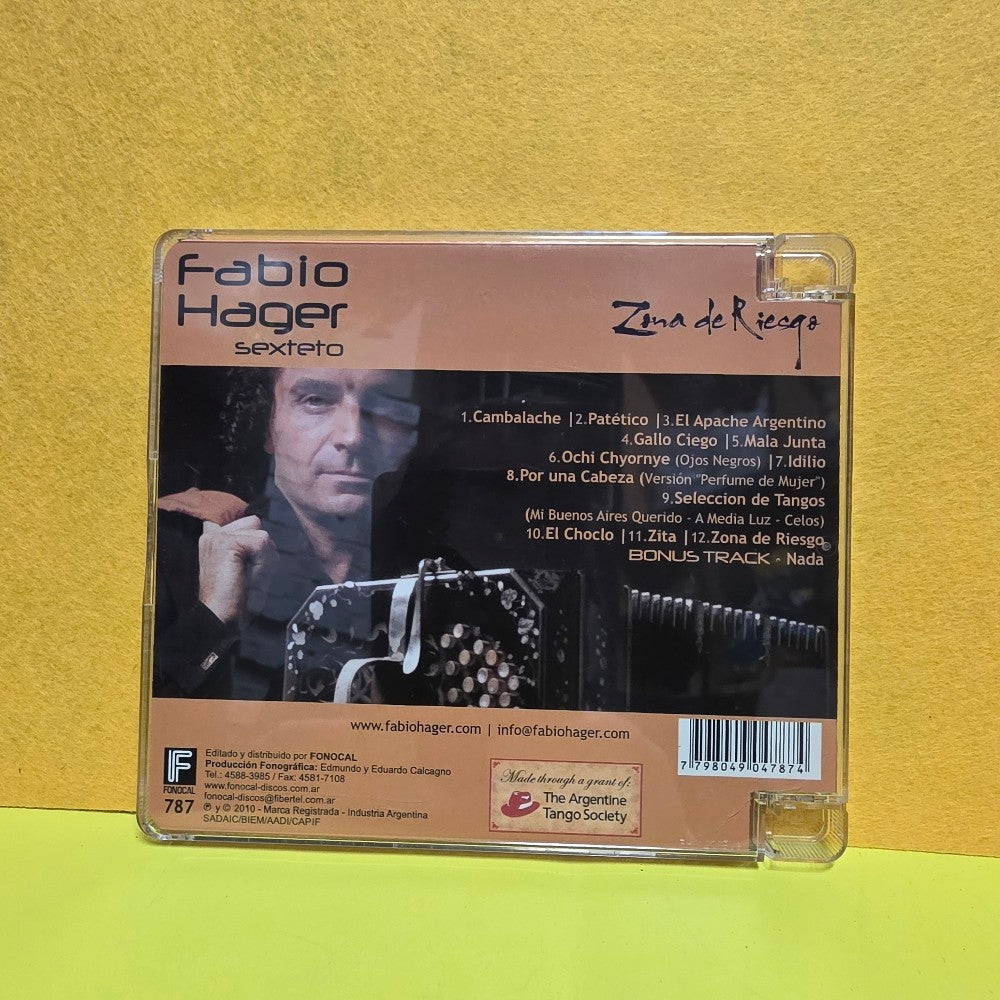 Fabio
Hager
sexteto
Zona de Riesgo
1.Cambalache |2.Patético |3.El Apache Argentino
4.Gallo Ciego |5.Mala Junta
6.Ochi Chyornye (Ojos Negros) |7.Idilio
8.Por una Cabeza (Versión "Perfume de Mujer")
9.Seleccion de Tangos
(Mi Buenos Aires Querido - A Media Luz - Celos)
10.El Choclo |11.Zita |12.Zona de Riesgo
BONUS TRACK - Nada
www.fabiohager.com | info@fabiohager.com
7 798049 047874
FONOCAL
787
Editado y distribuido por FONOCAL
Producción Fonográfica: Edmundo y Eduardo Calcagno
Tel.: 4588-3985 / Fax: 4581-7108
www.fonocal-discos.com.ar
fonocal-discos@fibertel.com.ar
℗ y © 2010 - Marca Registrada - Industria Argentina
SADAIC/BIEM/AADI/CAPIF
Made through a grant of:
The Argentine
Tango Society